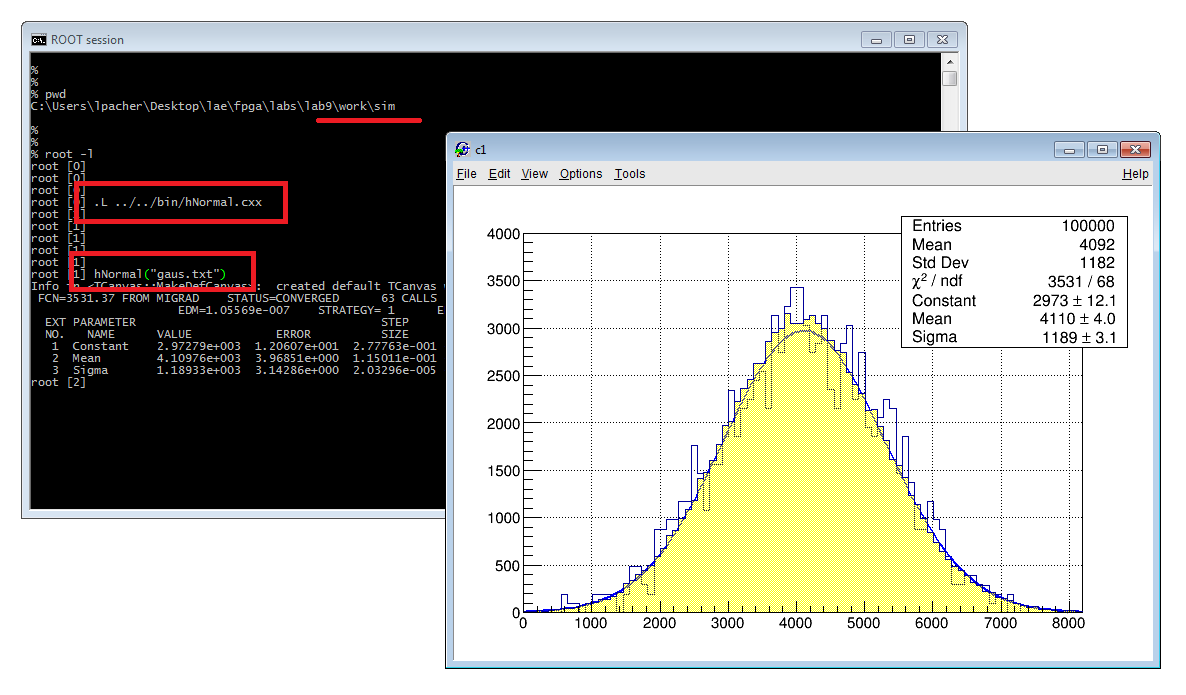 ROOT session
%
%
% pwd
C:\Users\lpacher\Desktop\lae\fpga\labs\lab9\work\sim
%
%
% root -l
root [0]
root [0]
root [0]
root [0] .L ../../bin/hNormal.cxx
root [1]
root [1]
root [1]
root [1]
root [1]
root [1] hNormal("gaus.txt")
Info in <TCanvas::MakeDefCanvas>:  created default TCanvas
FCN=3531.37 FROM MIGRAD    STATUS=CONVERGED      63 CALLS
EDM=1.05569e-007    STRATEGY= 1      E
EXT PARAMETER                                   STEP
NO.   NAME      VALUE            ERROR          SIZE
1  Constant    2.97279e+003  1.20607e+001  2.77763e-001
2  Mean        4.10976e+003  3.96851e+000  1.15011e-001
3  Sigma       1.18933e+003  3.14286e+000  2.03296e-005
root [2]
c1
File Edit View Options Tools Help
Entries 100000
Mean 4092
Std Dev 1182
χ² / ndf 3531 / 68
Constant 2973 ± 12.1
Mean 4110 ± 4.0
Sigma 1189 ± 3.1
4000
3500
3000
2500
2000
1500
1000
500
0
0 1000 2000 3000 4000 5000 6000 7000 8000